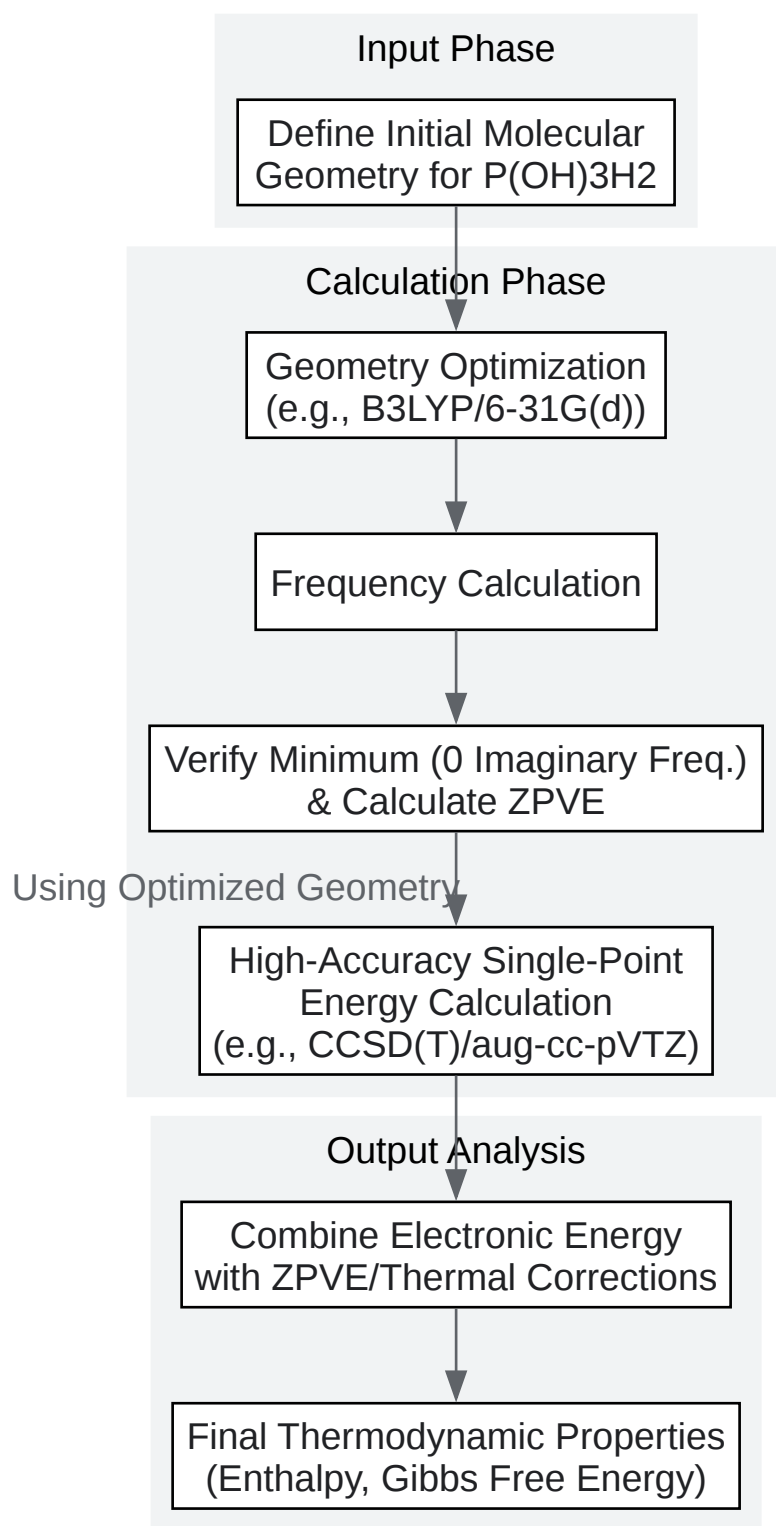 Input Phase
Define Initial Molecular
Geometry for P(OH)3H2
Calculation Phase
Geometry Optimization
(e.g., B3LYP/6-31G(d))
Frequency Calculation
Verify Minimum (0 Imaginary Freq.)
& Calculate ZPVE
Using Optimized Geometry
High-Accuracy Single-Point
Energy Calculation
(e.g., CCSD(T)/aug-cc-pVTZ)
Output Analysis
Combine Electronic Energy
with ZPVE/Thermal Corrections
Final Thermodynamic Properties
(Enthalpy, Gibbs Free Energy)